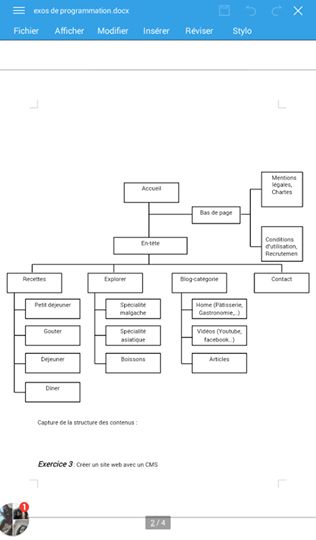 exos de programmation.docx
Fichier Afficher Modifier Insérer Réviser Stylo
Accueil
Mentions
légales,
Chartes
Bas de page
Conditions
d'utilisation,
Recrutemen
En-tête
Recettes
Explorer
Blog-catégorie
Contact
Petit déjeuner
Gouter
Déjeuner
Dîner
Spécialité
malgache
Spécialité
asiatique
Boissons
Home (Pâtisserie,
Gastronomie,..)
Vidéos (Youtube,
facebook...)
Articles
Capture de la structure des contenus :
Exercice 3 : Créer un site web avec un CMS
2 / 4
1